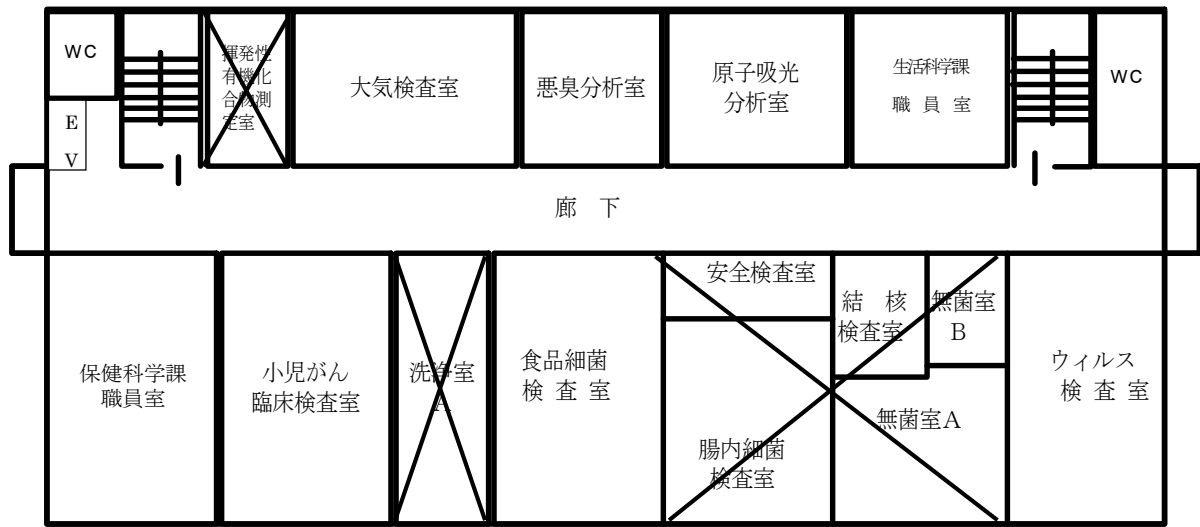 WC
E
V
揮発性
有機化
合物測
定室
大気検査室
悪臭分析室
原子吸光
分析室
生活科学課
職 員 室
WC
廊 下
保健科学課
職員室
小児がん
臨床検査室
洗浄室
A
食品細菌
検 査 室
安全検査室
腸内細菌
検査室
結 核
検査室
無菌室
B
無菌室A
ウィルス
検 査 室